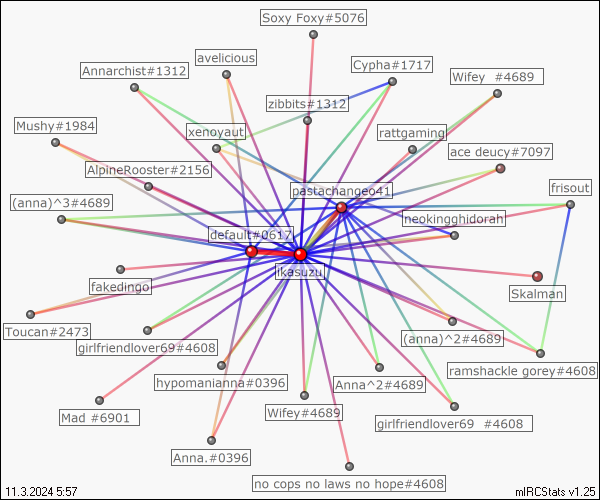 Soxy Foxy#5076
avelicious
Cypha#1717
Annarchist#1312
Wifey  #4689
zibbits#1312
Mushy#1984
xenoyaut
rattgaming
ace deucy#7097
AlpineRooster#2156
pastachangeo41
frisout
(anna)^3#4689
neokingghidorah
default#0617
ikasuzu
fakedingo
Skalman
Toucan#2473
(anna)^2#4689
girlfriendlover69#4608
ramshackle gorey#4608
hypomanianna#0396
Anna^2#4689
Mad #6901
Wifey#4689
girlfriendlover69  #4608
Anna.#0396
no cops no laws no hope#4608
11.3.2024 5:57
mIRCStats v1.25